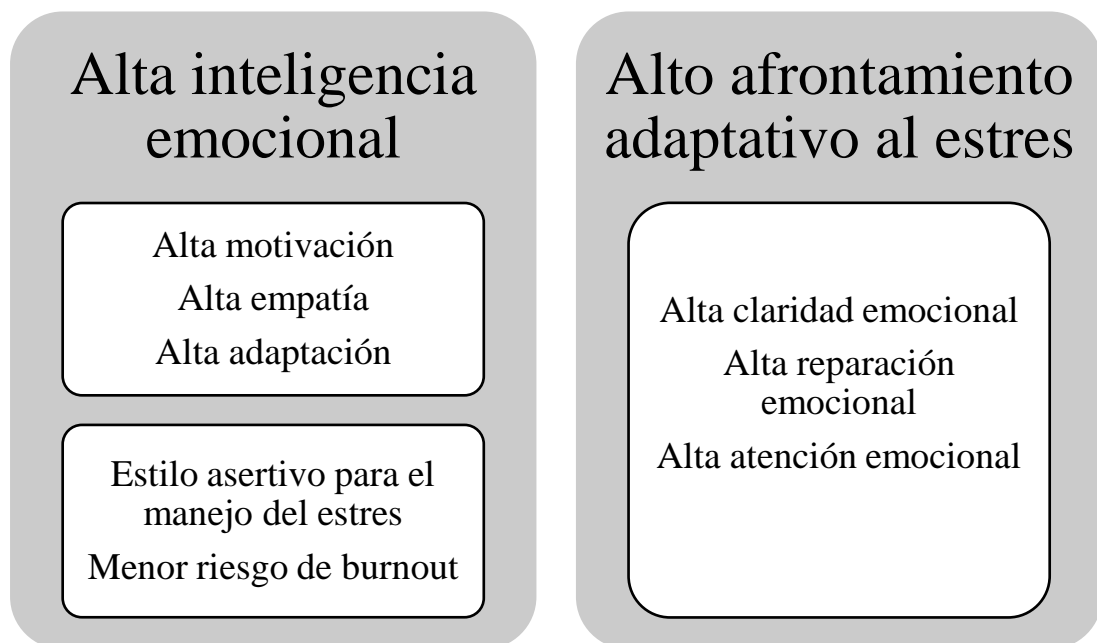 Alta inteligencia
emocional
Alta motivación
Alta empatía
Alta adaptación
Estilo asertivo para el
manejo del estres
Menor riesgo de burnout
Alto afrontamiento
adaptativo al estres
Alta claridad emocional
Alta reparación
emocional
Alta atención emocional